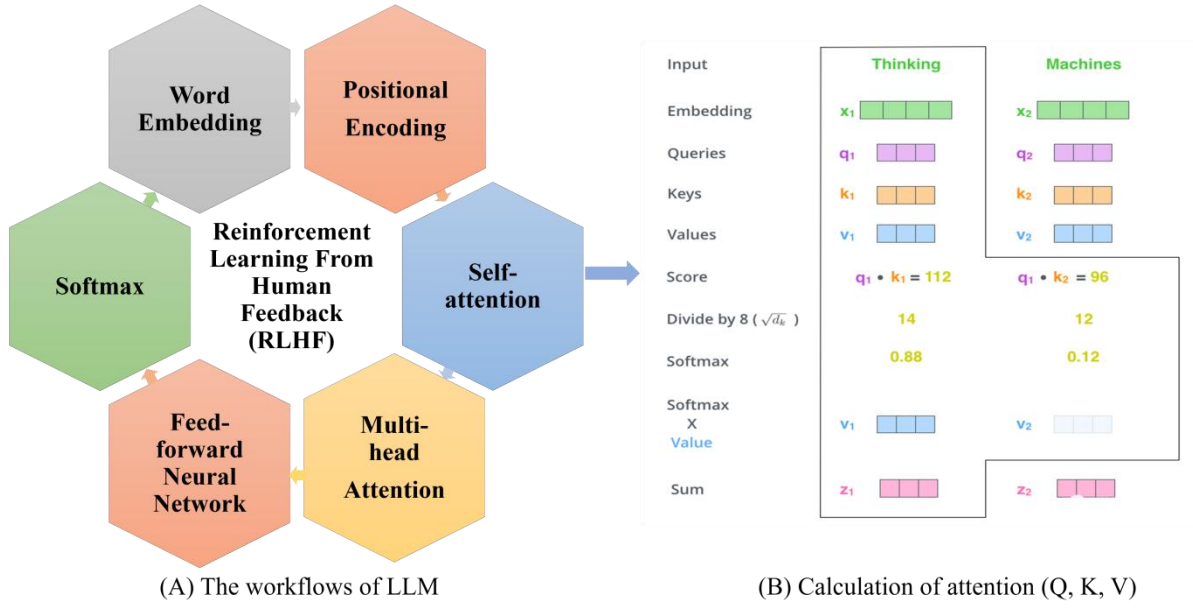 Word
Embedding
Positional
Encoding
Reinforcement
Learning From
Human
Feedback
(RLHF)
Self-
attention
Softmax
Feed-
forward
Neural
Network
Multi-
head
Attention
(A) The workflows of LLM
Input Thinking Machines
Embedding x₁ x₂
Queries q₁ q₂
Keys k₁ k₂
Values v₁ v₂
Score q₁ • k₁ = 112 q₁ • k₂ = 96
Divide by 8 ( √dₖ ) 14 12
Softmax 0.88 0.12
Softmax
X
Value v₁ v₂
Sum z₁ z₂
(B) Calculation of attention (Q, K, V)